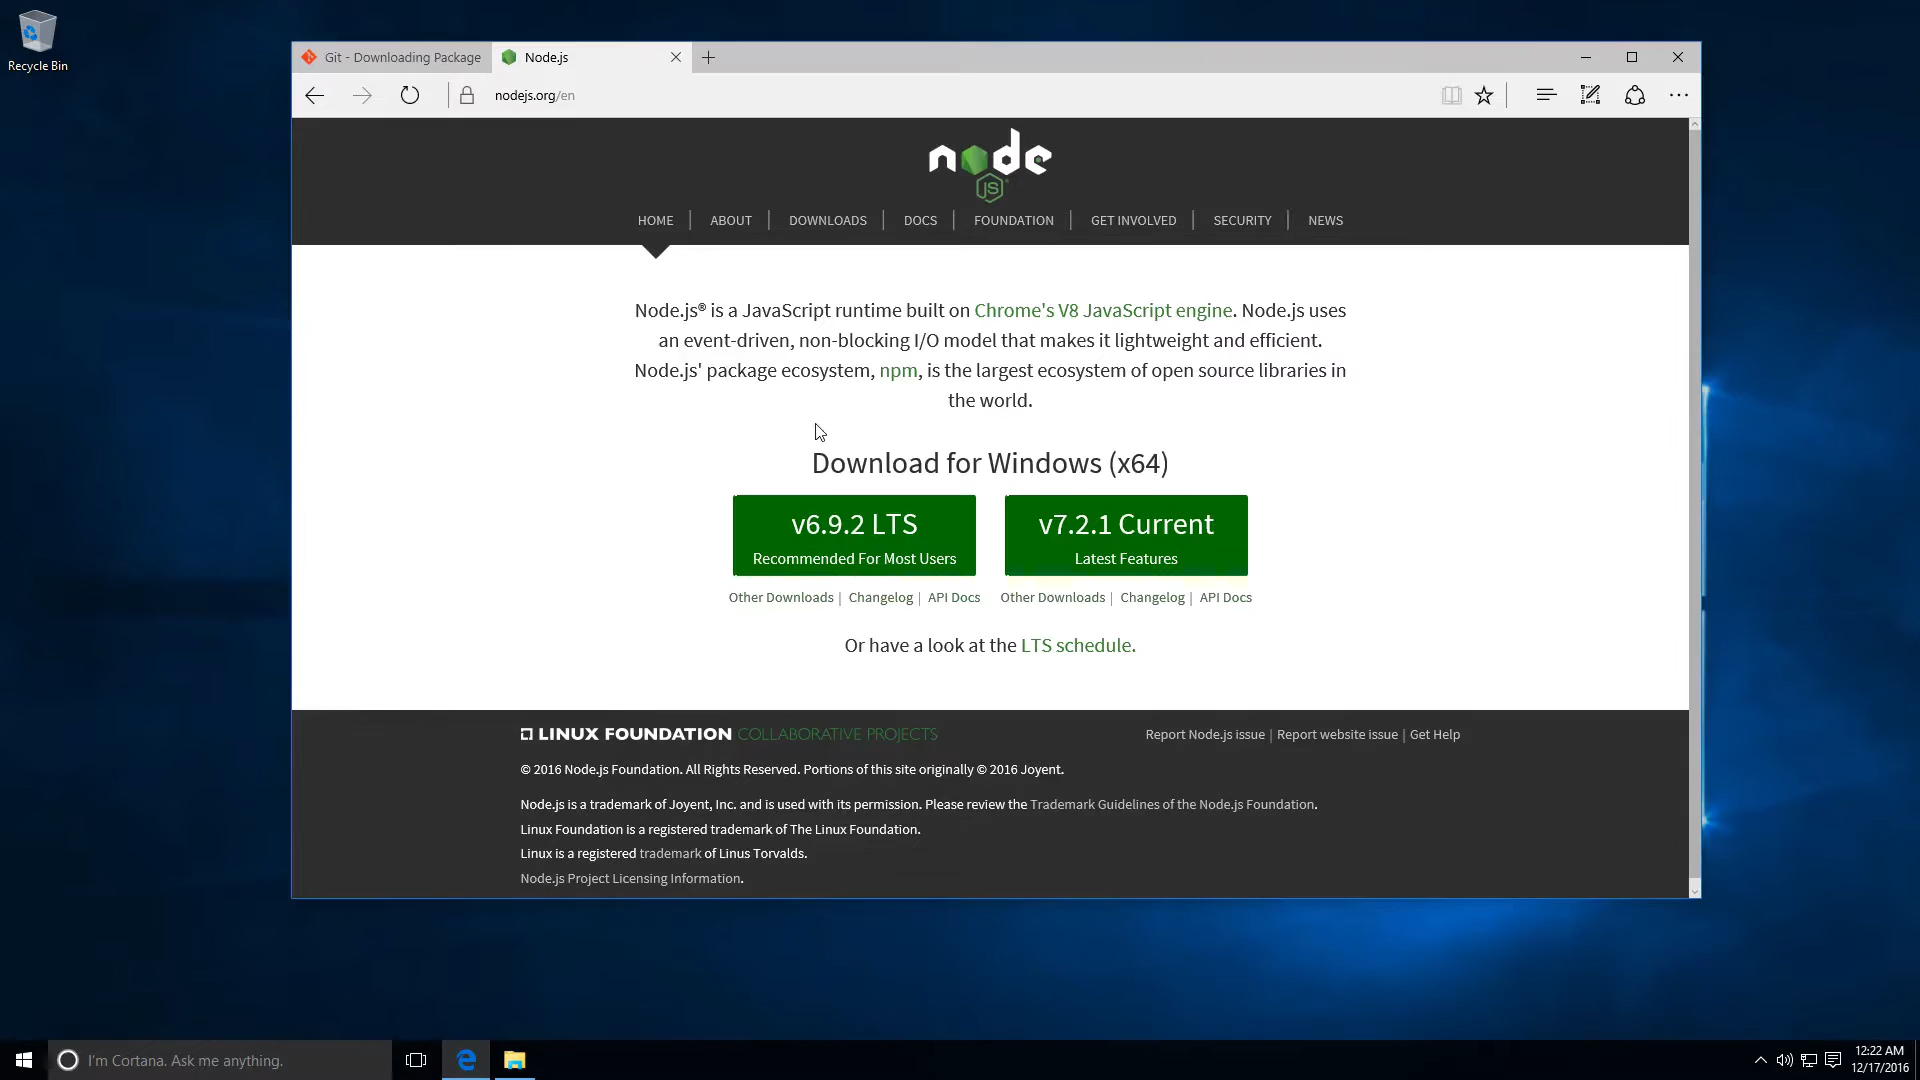 Recycle Bin
Git - Downloading Package
Node.js
nodejs.org/en
node
JS
HOME | ABOUT | DOWNLOADS | DOCS | FOUNDATION | GET INVOLVED | SECURITY | NEWS
Node.js® is a JavaScript runtime built on Chrome's V8 JavaScript engine. Node.js uses
an event-driven, non-blocking I/O model that makes it lightweight and efficient.
Node.js' package ecosystem, npm, is the largest ecosystem of open source libraries in
the world.
Download for Windows (x64)
v6.9.2 LTS
Recommended For Most Users
v7.2.1 Current
Latest Features
Other Downloads | Changelog | API Docs
Other Downloads | Changelog | API Docs
Or have a look at the LTS schedule.
LINUX FOUNDATION COLLABORATIVE PROJECTS
Report Node.js issue | Report website issue | Get Help
© 2016 Node.js Foundation. All Rights Reserved. Portions of this site originally © 2016 Joyent.
Node.js is a trademark of Joyent, Inc. and is used with its permission. Please review the Trademark Guidelines of the Node.js Foundation.
Linux Foundation is a registered trademark of The Linux Foundation.
Linux is a registered trademark of Linus Torvalds.
Node.js Project Licensing Information.
I'm Cortana. Ask me anything.
12:22 AM
12/17/2016